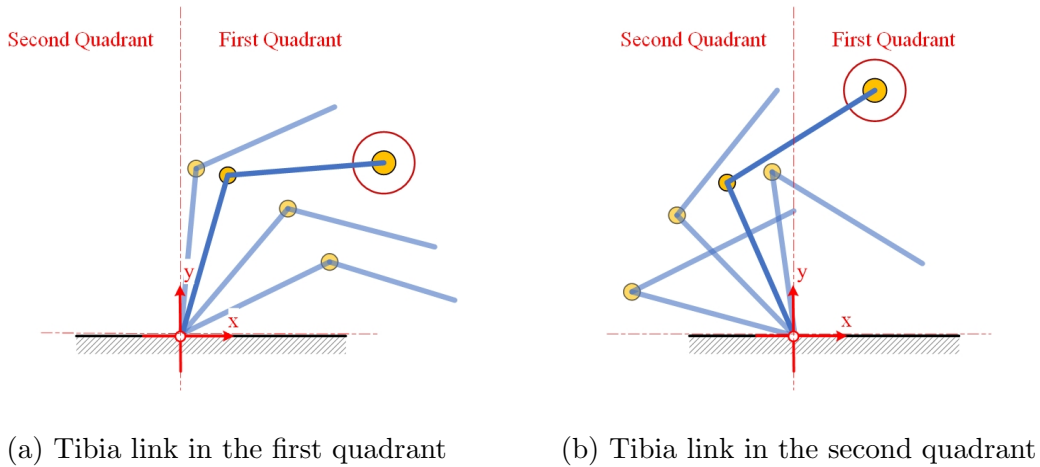 Second Quadrant First Quadrant
y
x
(a) Tibia link in the first quadrant
Second Quadrant First Quadrant
y
x
(b) Tibia link in the second quadrant